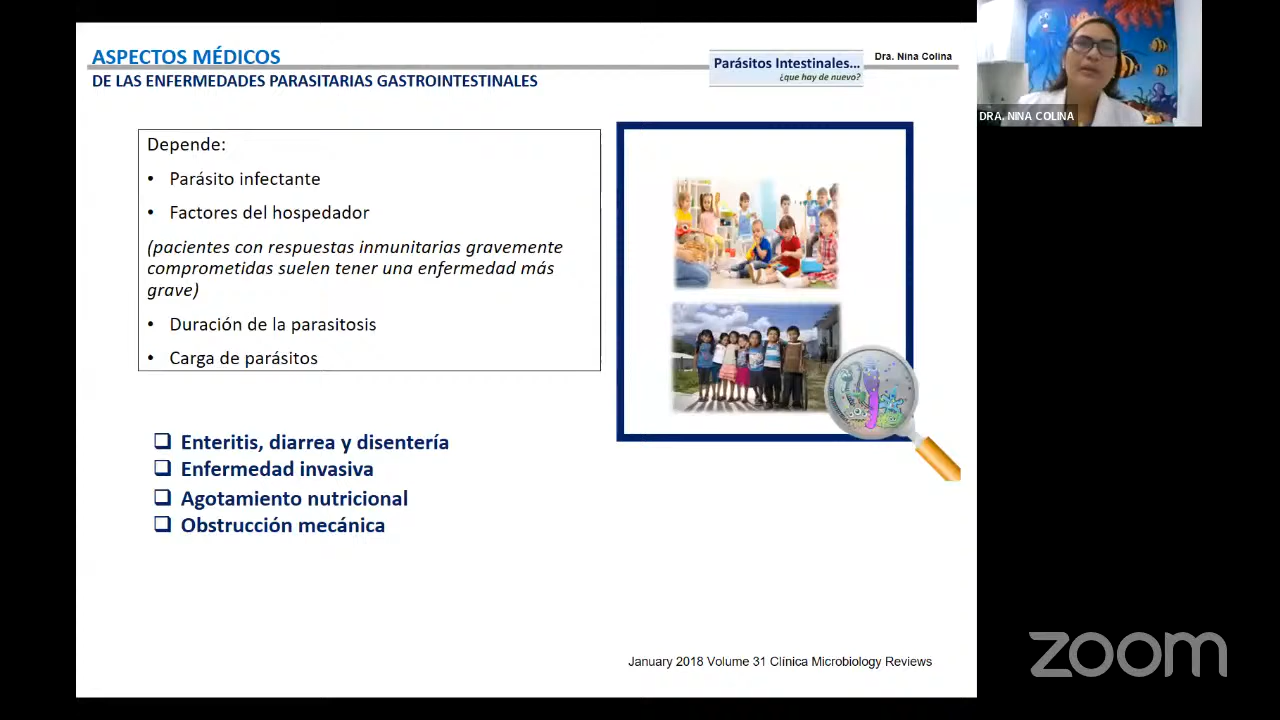 ASPECTOS MÉDICOS
DE LAS ENFERMEDADES PARASITARIAS GASTROINTESTINALES
Parásitos Intestinales...
¿que hay de nuevo?
Dra. Nina Colina
DRA. NINA COLINA
Depende:
• Parásito infectante
• Factores del hospedador
(pacientes con respuestas inmunitarias gravemente
comprometidas suelen tener una enfermedad más
grave)
• Duración de la parasitosis
• Carga de parásitos
❑ Enteritis, diarrea y disentería
❑ Enfermedad invasiva
❑ Agotamiento nutricional
❑ Obstrucción mecánica
January 2018 Volume 31 Clínica Microbiology Reviews
zoom